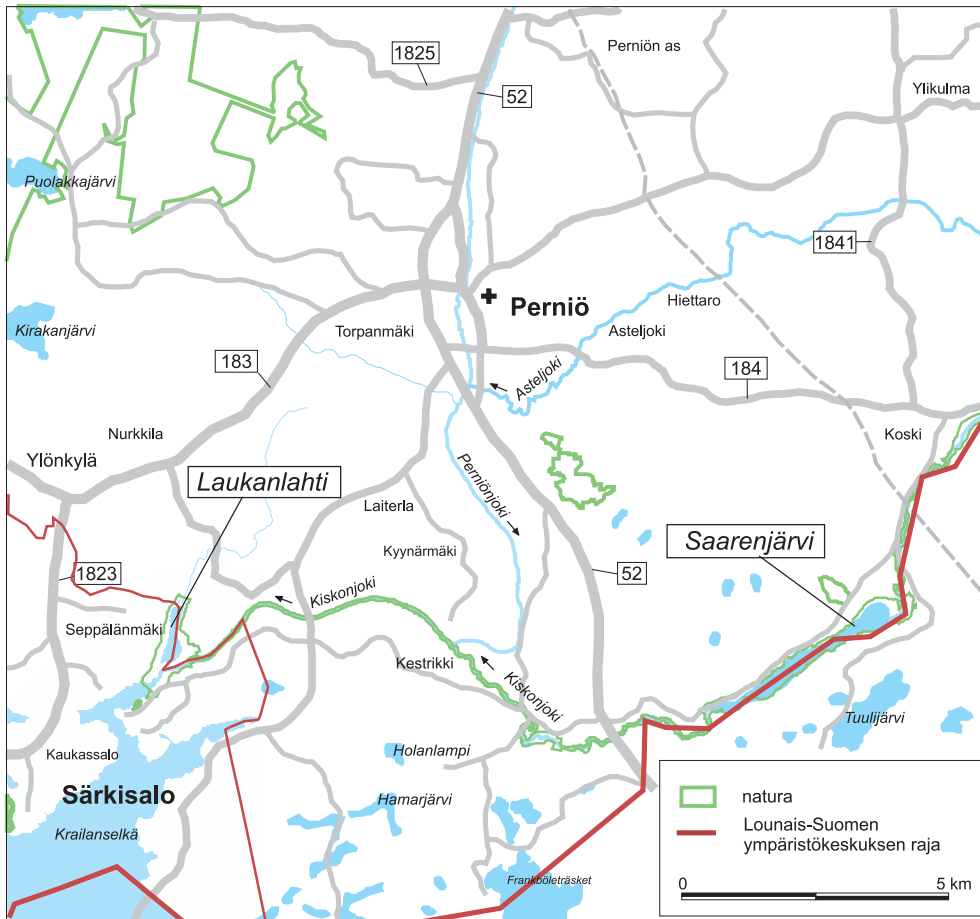 Perniön as
1825
Ylikulma
52
Puolakkajärvi
1841
Perniö
Hiettaro
Torpanmäki
Asteljoki
Kirakanjärvi
183
Asteljoki
184
Nurkkila
Koski
Ylönkylä
Perniönjoki
Laukanlahti
Laiterla
Kyynärmäki
Saarenjärvi
1823
52
Kiskonjoki
Seppälänmäki
Kestrikki
Kiskonjoki
Tuulijärvi
Kaukassalo
Holanlampi
Särkisalo
Hamarjärvi
Krailanselkä
Frankböleträsket
natura
Lounais-Suomen
ympäristökeskuksen raja
0 5 km